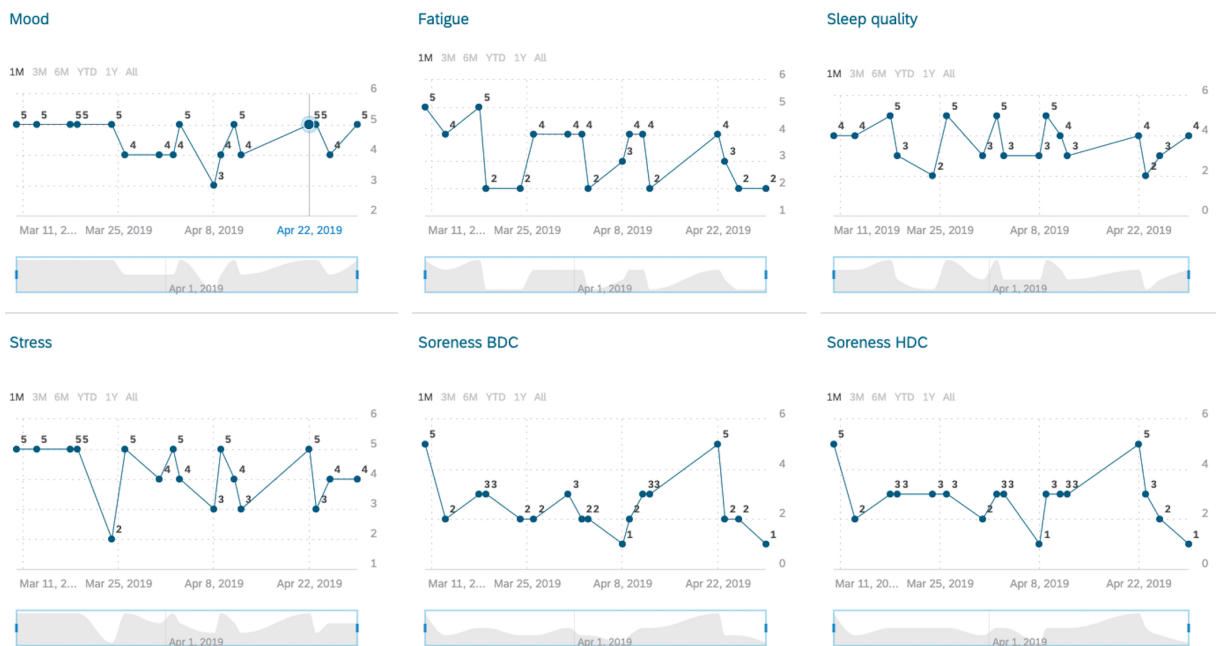 Mood
1M 3M 6M YTD 1Y All
5 5 55 5 4 4 4 5 3 4 5 4 55 4 5
6
5
4
3
2
Mar 11, 2... Mar 25, 2019 Apr 8, 2019 Apr 22, 2019
Apr 1, 2019
Fatigue
1M 3M 6M YTD 1Y All
5 4 5 2 2 4 4 4 2 3 4 4 2 4 3 2 2
6
5
4
3
2
1
Mar 11, 2... Mar 25, 2019 Apr 8, 2019 Apr 22, 2019
Apr 1, 2019
Sleep quality
1M 3M 6M YTD 1Y All
4 4 5 3 2 5 3 5 3 3 5 4 3 4 2 3 4
6
4
2
0
Mar 11, 2019 Mar 25, 2019 Apr 8, 2019 Apr 22, 2019
Apr 1, 2019
Stress
1M 3M 6M YTD 1Y All
5 5 55 2 5 4 5 4 3 5 4 3 5 3 4 4
6
5
4
3
2
1
Mar 11, 2... Mar 25, 2019 Apr 8, 2019 Apr 22, 2019
Apr 1, 2019
Soreness BDC
1M 3M 6M YTD 1Y All
5 2 33 2 2 3 22 1 2 33 5 2 2 1
6
4
2
0
Mar 11, 2... Mar 25, 2019 Apr 8, 2019 Apr 22, 2019
Apr 1, 2019
Soreness HDC
1M 3M 6M YTD 1Y All
5 2 3 3 3 3 2 33 1 3 33 5 3 2 1
6
4
2
0
Mar 11, 20... Mar 25, 2019 Apr 8, 2019 Apr 22, 2019
Apr 1, 2019